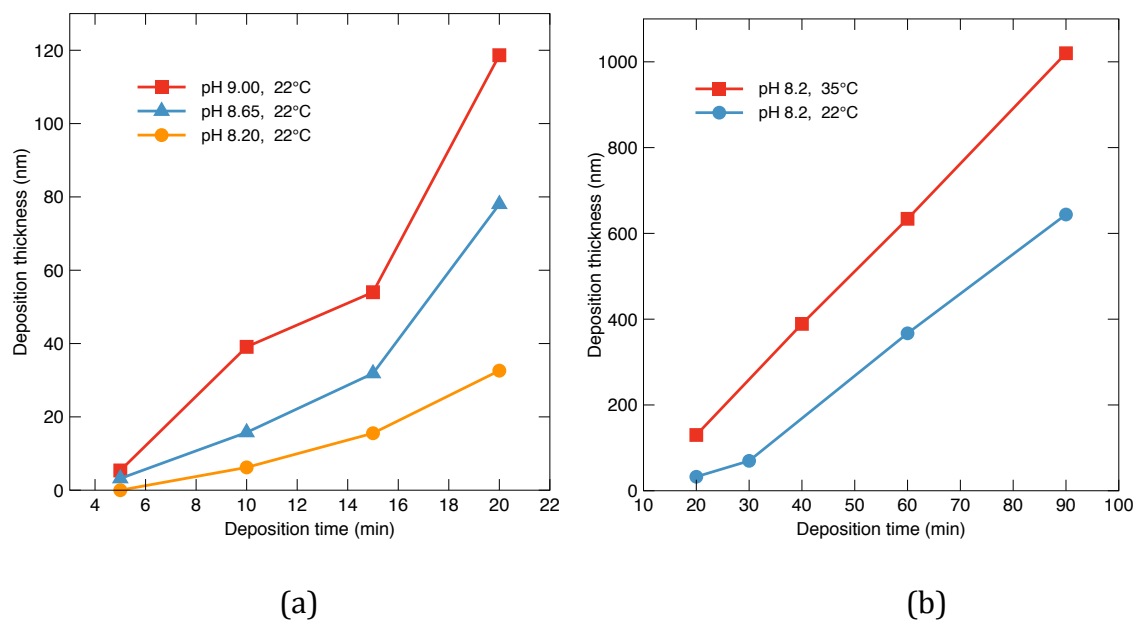 120
100
80
60
40
20
0
Deposition thickness (nm)
pH 9.00, 22°C
pH 8.65, 22°C
pH 8.20, 22°C
4 6 8 10 12 14 16 18 20 22
Deposition time (min)
(a)
1000
800
600
400
200
0
Deposition thickness (nm)
pH 8.2, 35°C
pH 8.2, 22°C
10 20 30 40 50 60 70 80 90 100
Deposition time (min)
(b)